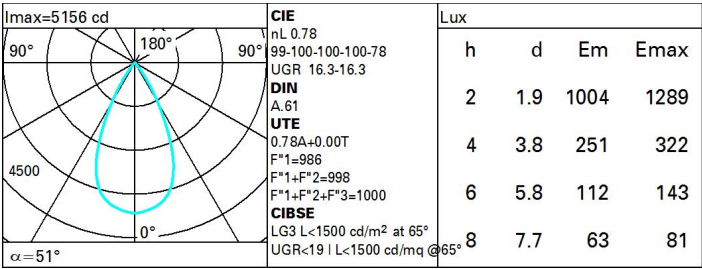 Imax=5156 cd
90°
180°
90°
4500
0°
α=51°
CIE
nL 0.78
99-100-100-100-78
UGR 16.3-16.3
DIN
A.61
UTE
0.78A+0.00T
F"1=986
F"1+F"2=998
F"1+F"2+F"3=1000
CIBSE
LG3 L<1500 cd/m² at 65°
UGR<19 | L<1500 cd/mq @65°
Lux
h d Em Emax
2 1.9 1004 1289
4 3.8 251 322
6 5.8 112 143
8 7.7 63 81